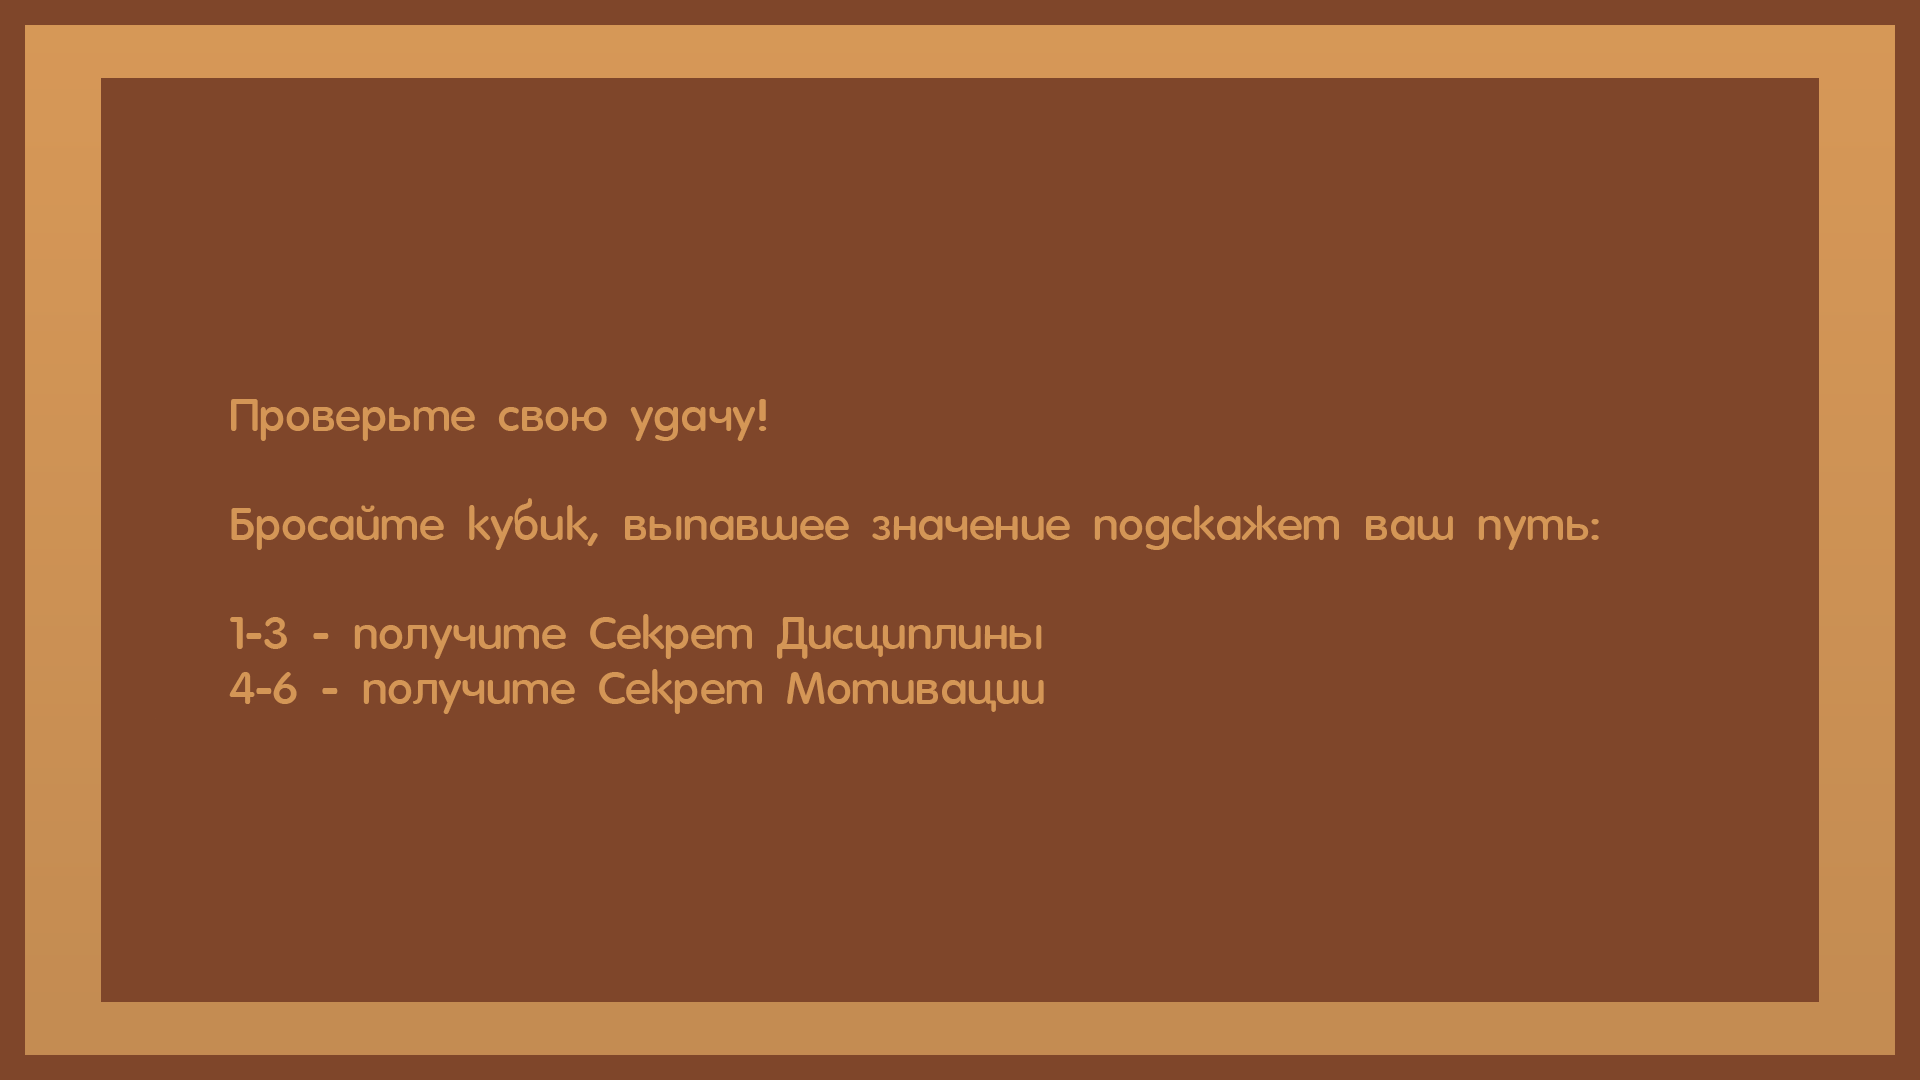 Проверьте свою удачу!
Бросайте кубик, выпавшее значение подскажет ваш путь:
1-3 - получите Секрет Дисциплины
4-6 - получите Секрет Мотивации